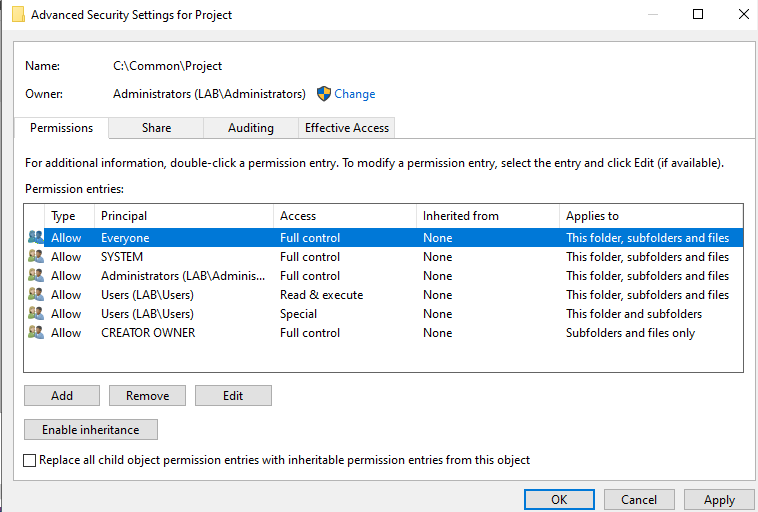 Advanced Security Settings for Project
Name: C:\Common\Project
Owner: Administrators (LAB\Administrators) Change
Permissions Share Auditing Effective Access
For additional information, double-click a permission entry. To modify a permission entry, select the entry and click Edit (if available).
Permission entries:
Type Principal Access Inherited from Applies to
Allow Everyone Full control None This folder, subfolders and files
Allow SYSTEM Full control None This folder, subfolders and files
Allow Administrators (LAB\Adminis... Full control None This folder, subfolders and files
Allow Users (LAB\Users) Read & execute None This folder, subfolders and files
Allow Users (LAB\Users) Special None This folder and subfolders
Allow CREATOR OWNER Full control None Subfolders and files only
Add Remove Edit
Enable inheritance
Replace all child object permission entries with inheritable permission entries from this object
OK Cancel Apply